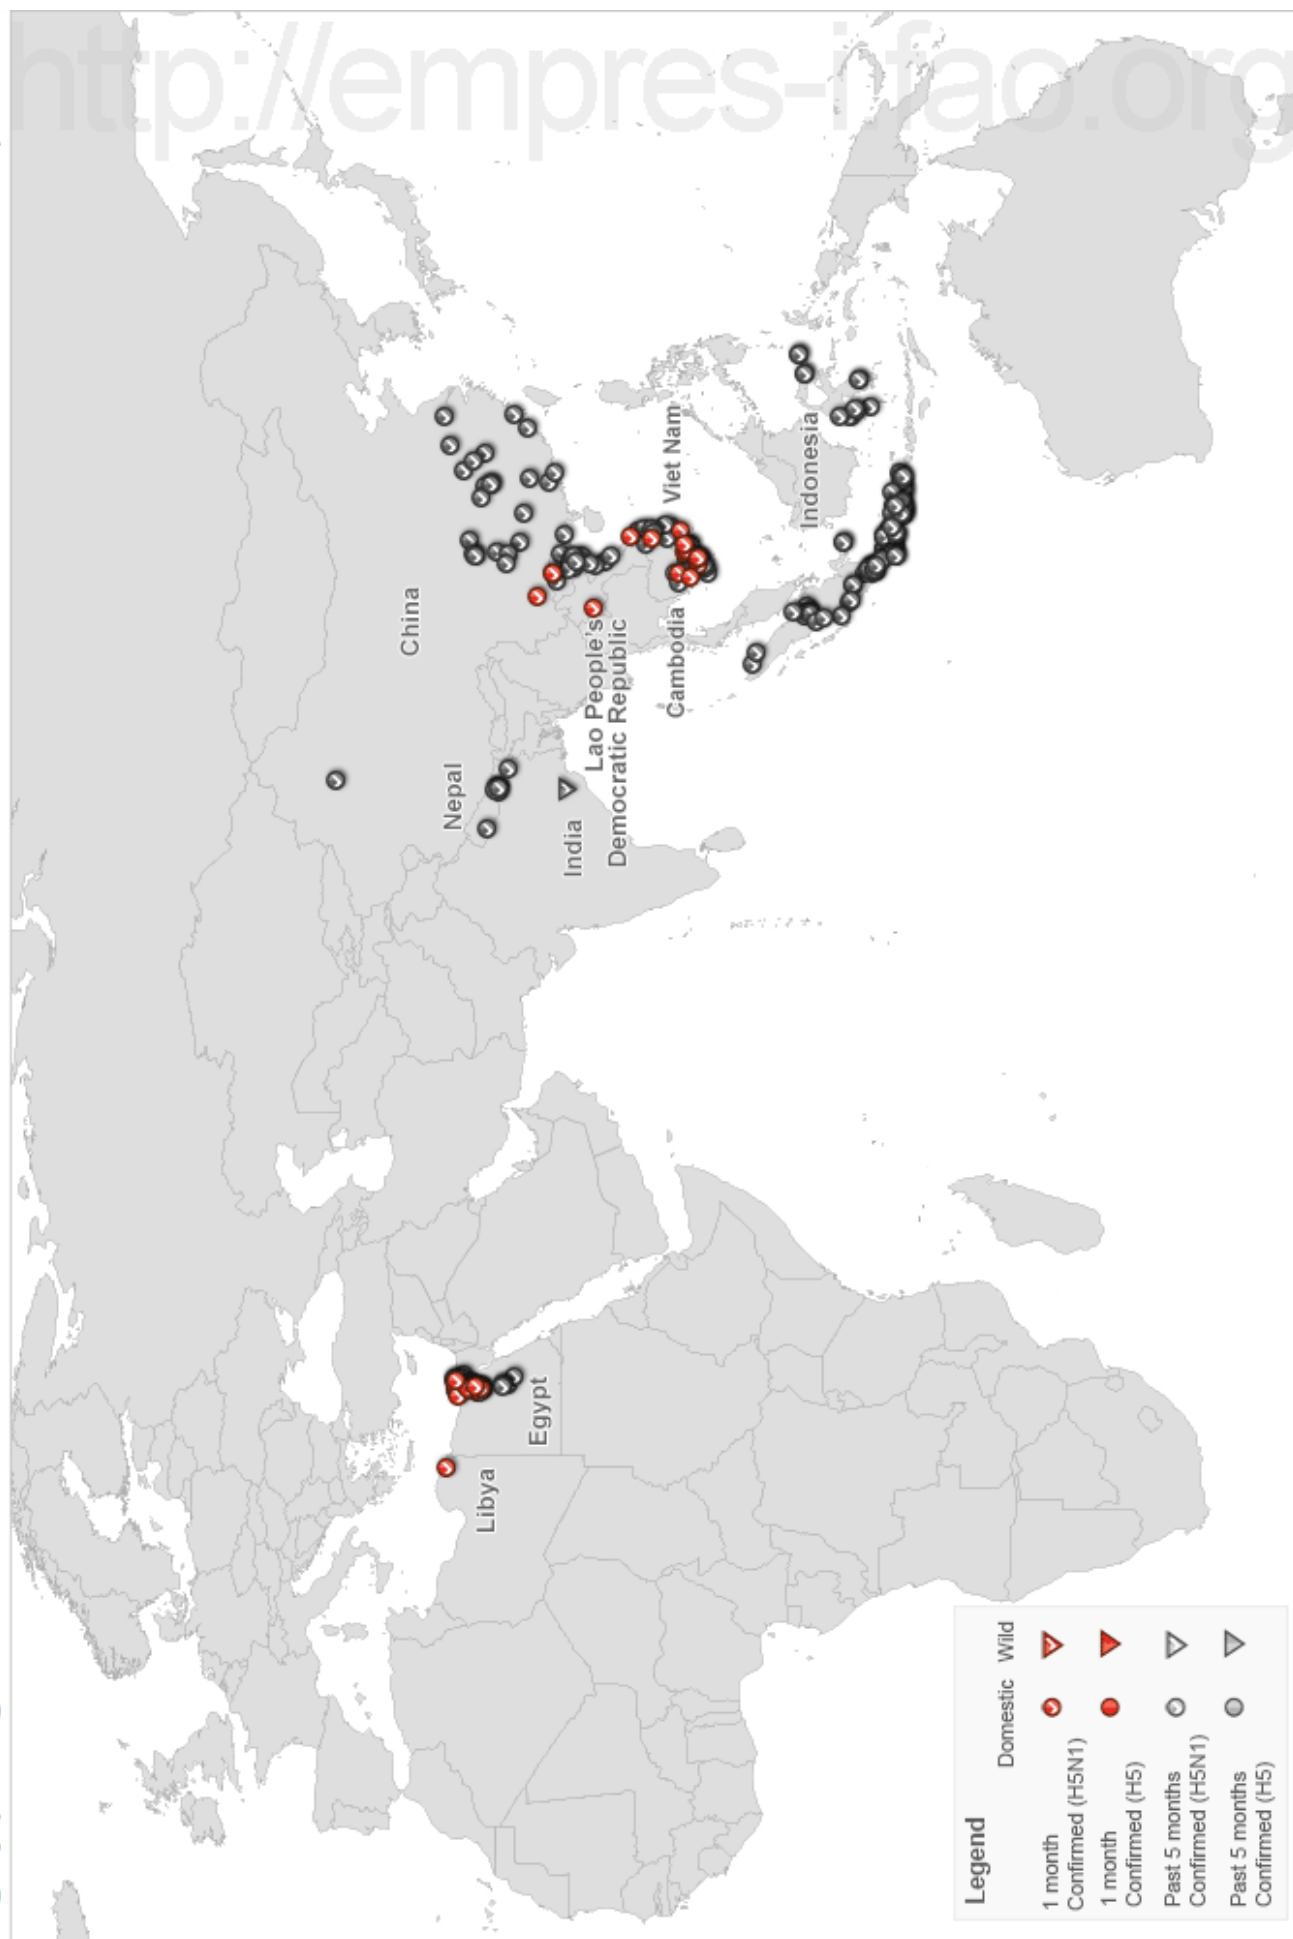 http://empres-i.fao.org
China
Nepal
India
Lao People's
Democratic Republic
Viet Nam
Cambodia
Indonesia
Egypt
Libya
Legend
Domestic Wild
1 month
Confirmed (H5N1)
1 month
Confirmed (H5)
Past 5 months
Confirmed (H5N1)
Past 5 months
Confirmed (H5)